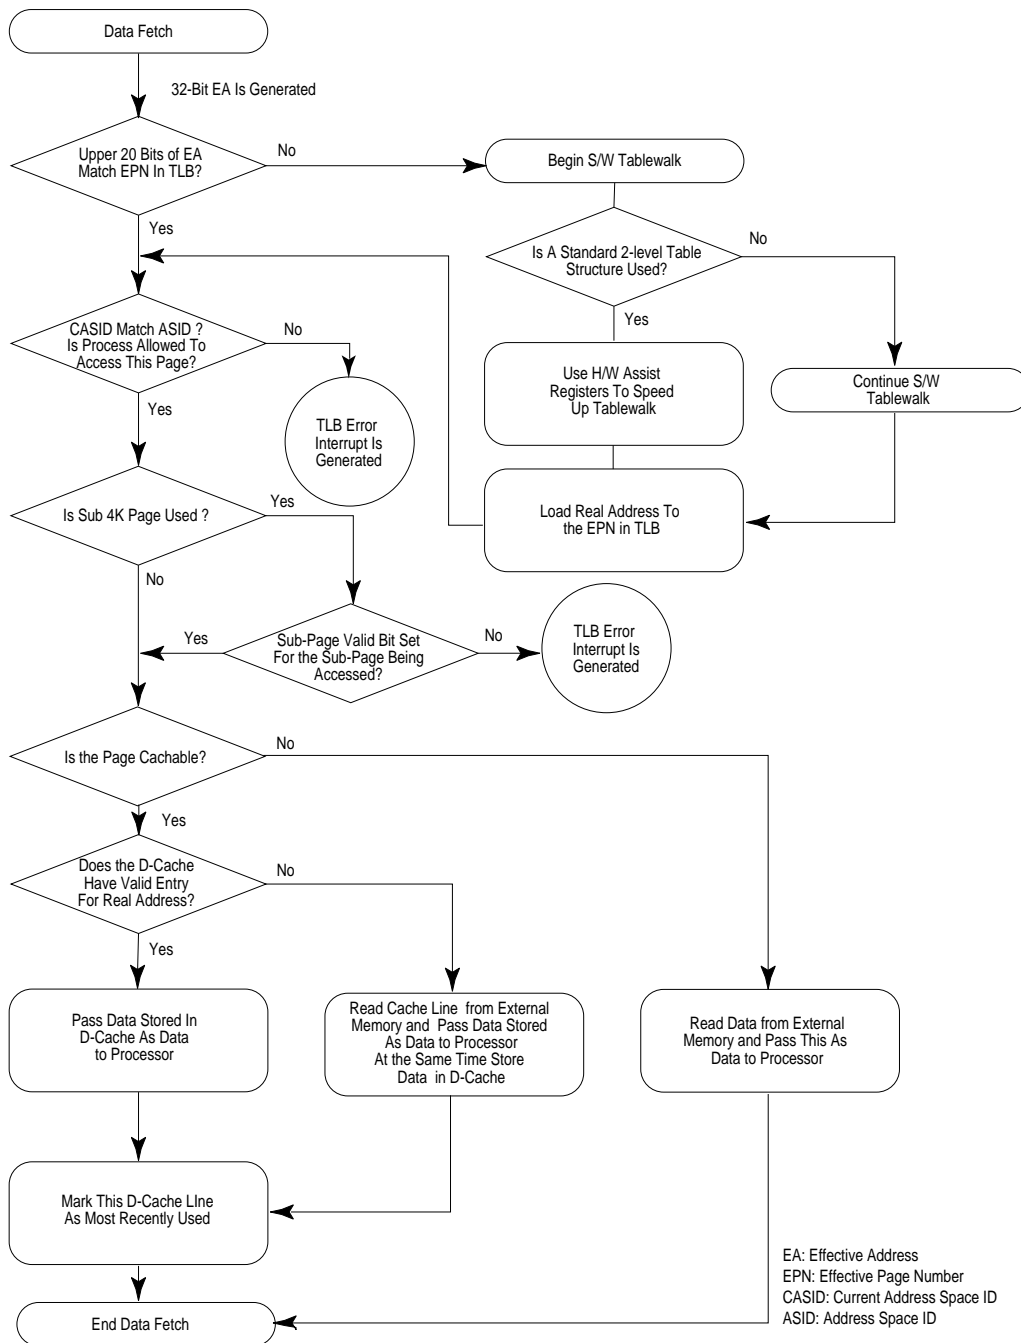 Data Fetch
32-Bit EA Is Generated
Upper 20 Bits of EA
Match EPN In TLB?
No
Begin S/W Tablewalk
Yes
Is A Standard 2-level Table
Structure Used?
No
Yes
CASID Match ASID ?
Is Process Allowed To
Access This Page?
No
Yes
Use H/W Assist
Registers To Speed
Up Tablewalk
Continue S/W
Tablewalk
TLB Error
Interrupt Is
Generated
Is Sub 4K Page Used ?
Yes
No
Load Real Address To
the EPN in TLB
Sub-Page Valid Bit Set
For the Sub-Page Being
Accessed?
Yes
No
TLB Error
Interrupt Is
Generated
Is the Page Cachable?
No
Yes
Does the D-Cache
Have Valid Entry
For Real Address?
No
Yes
Pass Data Stored In
D-Cache As Data
to Processor
Read Cache Line from External
Memory and Pass Data Stored
As Data to Processor
At the Same Time Store
Data in D-Cache
Read Data from External
Memory and Pass This As
Data to Processor
Mark This D-Cache LIne
As Most Recently Used
End Data Fetch
EA: Effective Address
EPN: Effective Page Number
CASID: Current Address Space ID
ASID: Address Space ID